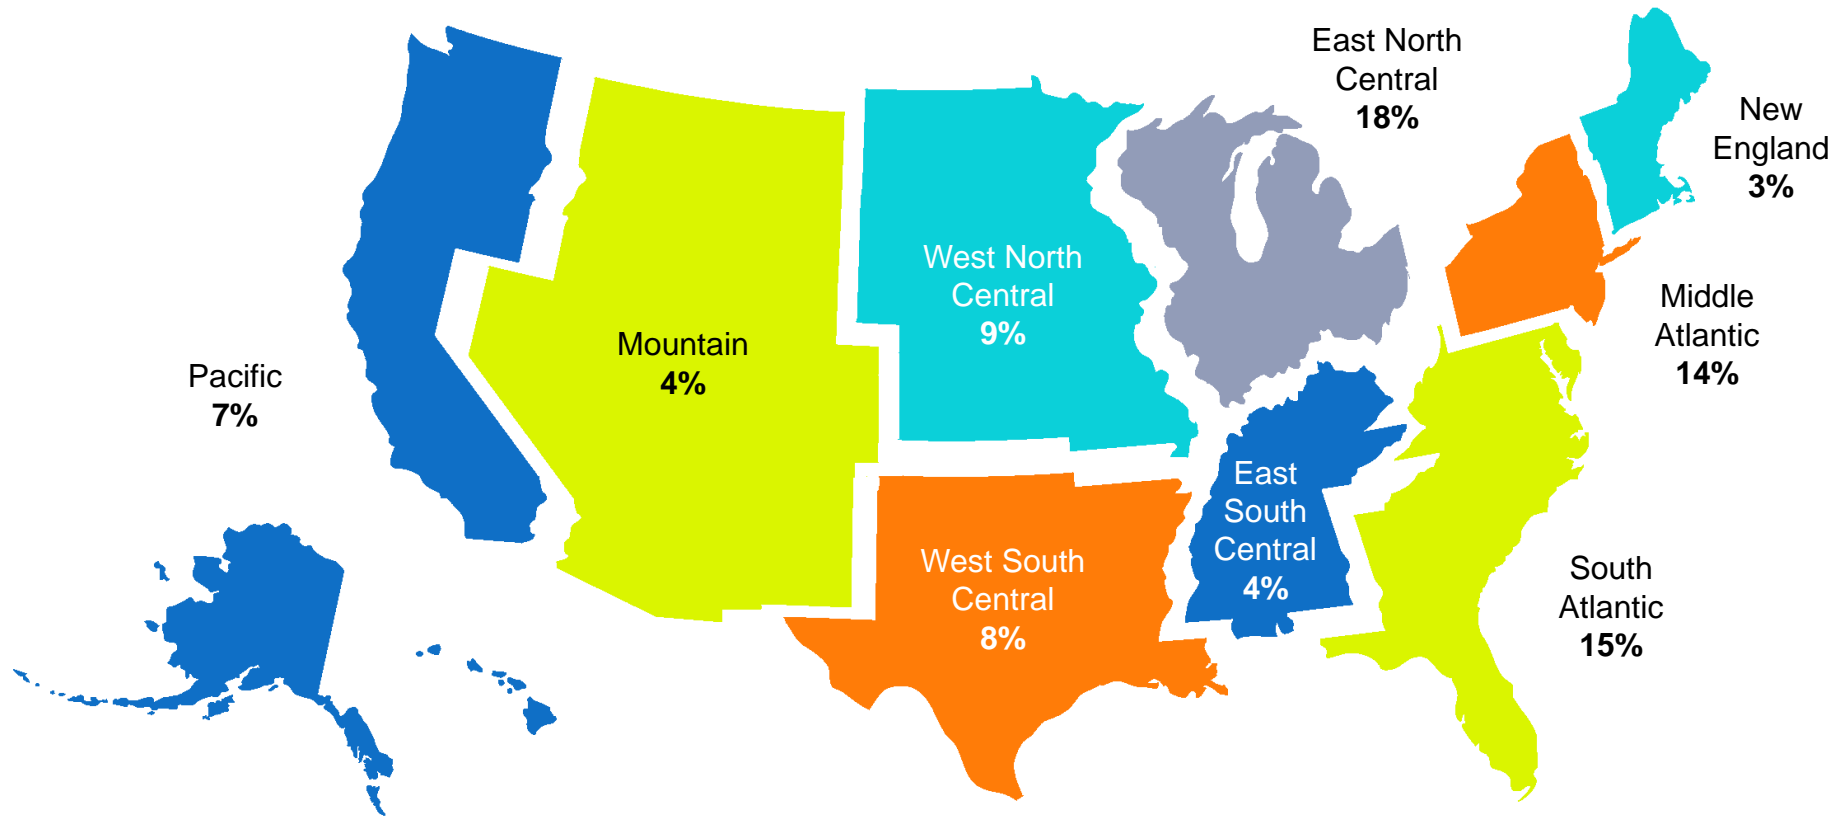 East North
Central
18%
New
England
3%
West North
Central
9%
Middle
Atlantic
14%
Mountain
4%
Pacific
7%
East
South
Central
4%
West South
Central
8%
South
Atlantic
15%